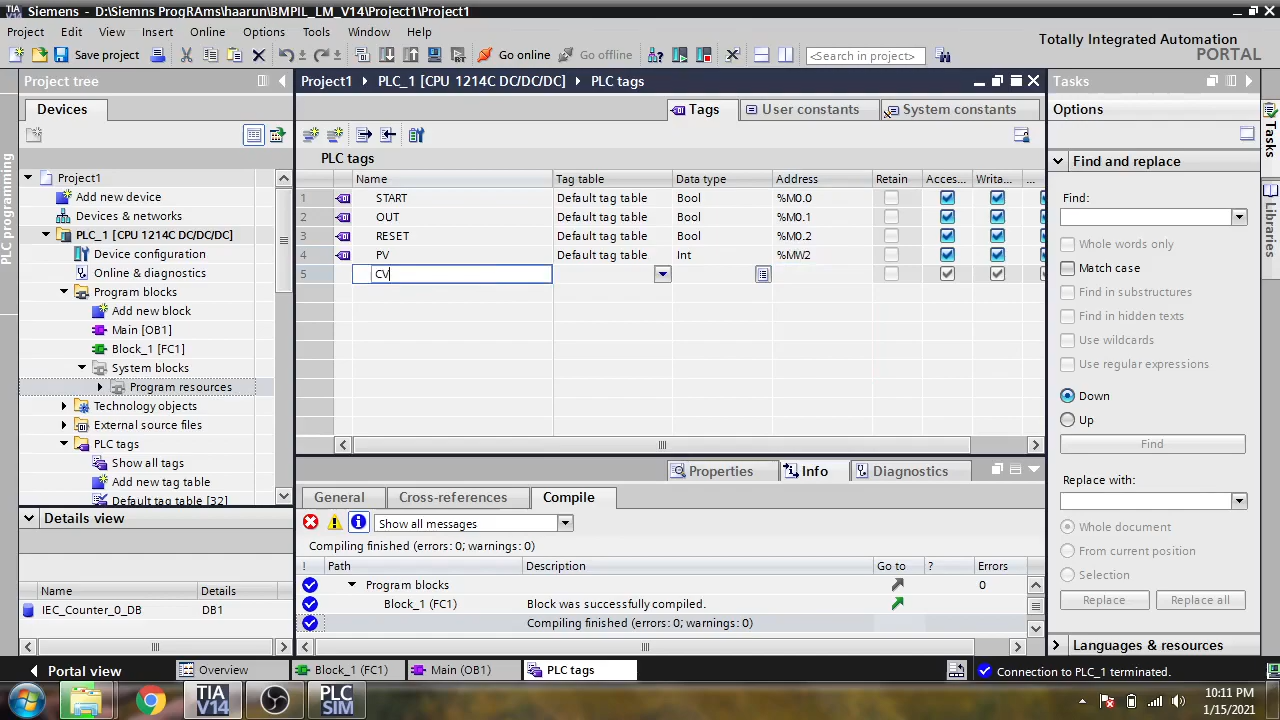 Siemens - D:\Siemns ProgRAms\haarun\BMPIL_LM_V14\Project1\Project1
Project Edit View Insert Online Options Tools Window Help
Totally Integrated Automation
PORTAL
Save project
Go online
Go offline
<Search in project>
Project tree
Project1 PLC_1 [CPU 1214C DC/DC/DC] PLC tags
Tasks
Devices
Tags User constants System constants
Options
PLC tags
Name Tag table Data type Address Retain Acces... Writa... ...
1 START Default tag table Bool %M0.0
2 OUT Default tag table Bool %M0.1
3 RESET Default tag table Bool %M0.2
4 PV Default tag table Int %MW2
5 CV
Project1
Add new device
Devices & networks
PLC_1 [CPU 1214C DC/DC/DC]
Device configuration
Online & diagnostics
Program blocks
Add new block
Main [OB1]
Block_1 [FC1]
System blocks
Program resources
Technology objects
External source files
PLC tags
Show all tags
Add new tag table
Default tag table [32]
Find and replace
Find:
Whole words only
Match case
Find in substructures
Find in hidden texts
Use wildcards
Use regular expressions
Down
Up
Find
Replace with:
Whole document
From current position
Selection
Replace Replace all
Languages & resources
PLC programming
Tasks
Libraries
Properties Info Diagnostics
General Cross-references Compile
Show all messages
Compiling finished (errors: 0; warnings: 0)
! Path Description Go to ? Errors
Program blocks 0
Block_1 (FC1) Block was successfully compiled.
Compiling finished (errors: 0; warnings: 0)
Details view
Name Details
IEC_Counter_0_DB DB1
Portal view Overview Block_1 (FC1) Main (OB1) PLC tags
Connection to PLC_1 terminated.
TIA
V14
PLC
SIM
10:11 PM
1/15/2021